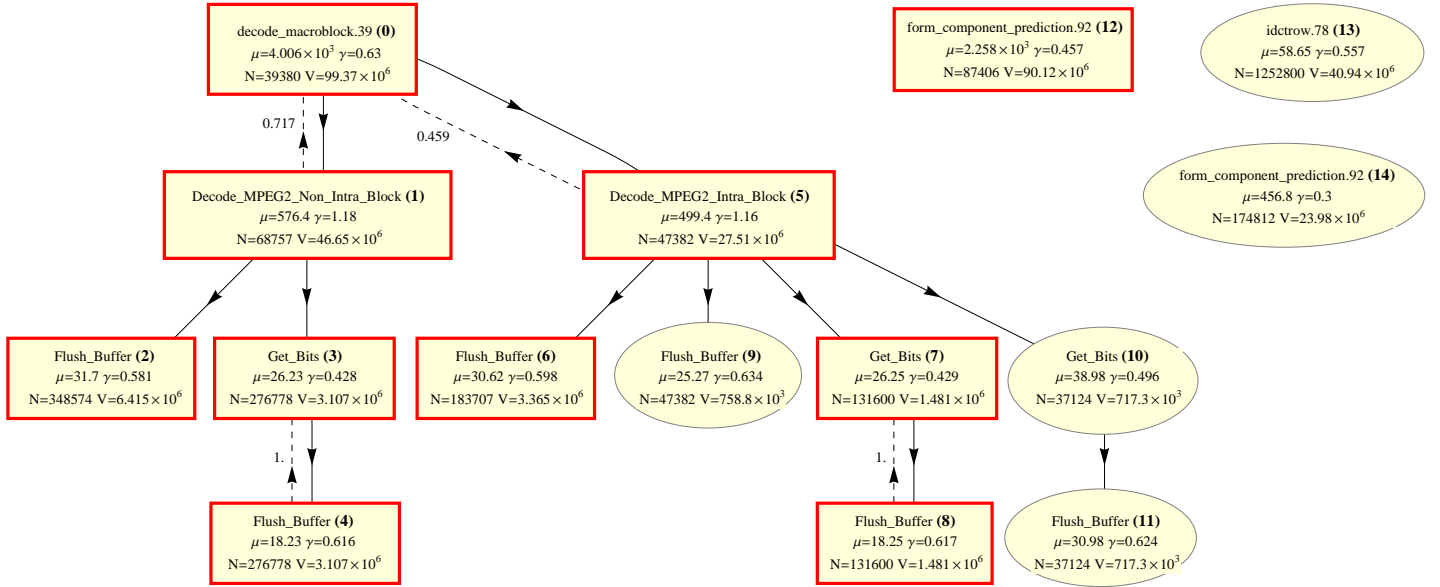 decode_macroblock.39 (0)
μ=4.006×10³ γ=0.63
N=39380 V=99.37×10⁶
form_component_prediction.92 (12)
μ=2.258×10³ γ=0.457
N=87406 V=90.12×10⁶
idctrow.78 (13)
μ=58.65 γ=0.557
N=1252800 V=40.94×10⁶
0.717
0.459
Decode_MPEG2_Non_Intra_Block (1)
μ=576.4 γ=1.18
N=68757 V=46.65×10⁶
Decode_MPEG2_Intra_Block (5)
μ=499.4 γ=1.16
N=47382 V=27.51×10⁶
form_component_prediction.92 (14)
μ=456.8 γ=0.3
N=174812 V=23.98×10⁶
Flush_Buffer (2)
μ=31.7 γ=0.581
N=348574 V=6.415×10⁶
Get_Bits (3)
μ=26.23 γ=0.428
N=276778 V=3.107×10⁶
Flush_Buffer (6)
μ=30.62 γ=0.598
N=183707 V=3.365×10⁶
Flush_Buffer (9)
μ=25.27 γ=0.634
N=47382 V=758.8×10³
Get_Bits (7)
μ=26.25 γ=0.429
N=131600 V=1.481×10⁶
Get_Bits (10)
μ=38.98 γ=0.496
N=37124 V=717.3×10³
1.
1.
Flush_Buffer (4)
μ=18.23 γ=0.616
N=276778 V=3.107×10⁶
Flush_Buffer (8)
μ=18.25 γ=0.617
N=131600 V=1.481×10⁶
Flush_Buffer (11)
μ=30.98 γ=0.624
N=37124 V=717.3×10³